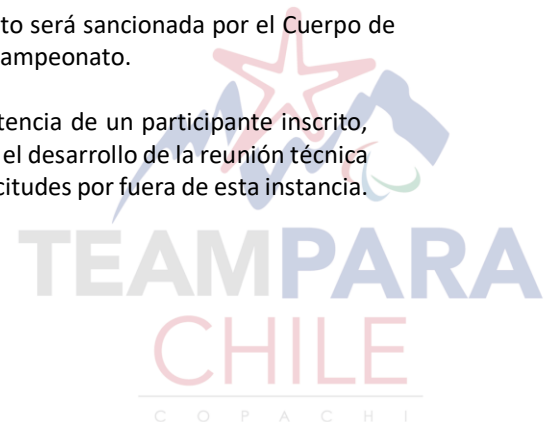 to será sancionada por el Cuerpo de
ampeonato.
tencia de un participante inscrito,
el desarrollo de la reunión técnica
citudes por fuera de esta instancia.
TEAMPARA
CHILE
COPACHI